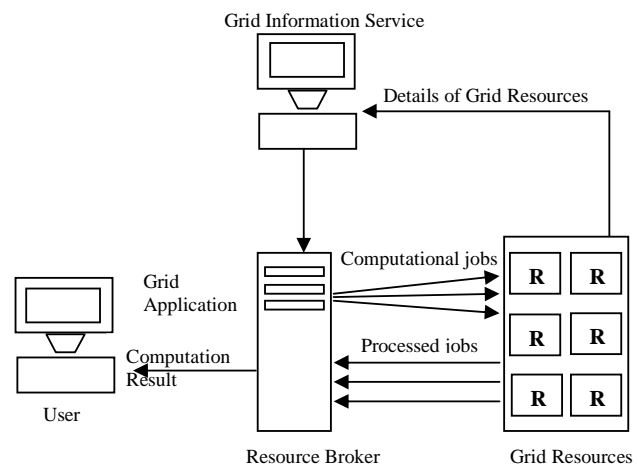 Grid Information Service
Details of Grid Resources
Computational jobs
R R
Grid
Application
R R
Processed jobs
Computation
Result
R R
User
Resource Broker
Grid Resources